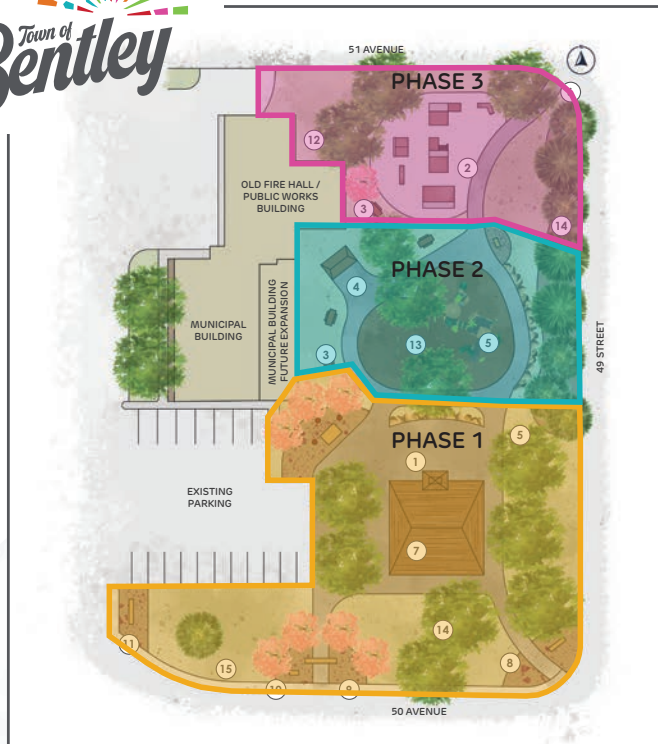 Town of
Bentley
51 AVENUE
PHASE 3
12
2
OLD FIRE HALL /
PUBLIC WORKS
BUILDING
3
14
PHASE 2
4
MUNICIPAL
BUILDING
MUNICIPAL BUILDING
FUTURE EXPANSION
13
5
3
49 STREET
PHASE 1
5
1
EXISTING
PARKING
7
14
11
15
8
50 AVENUE